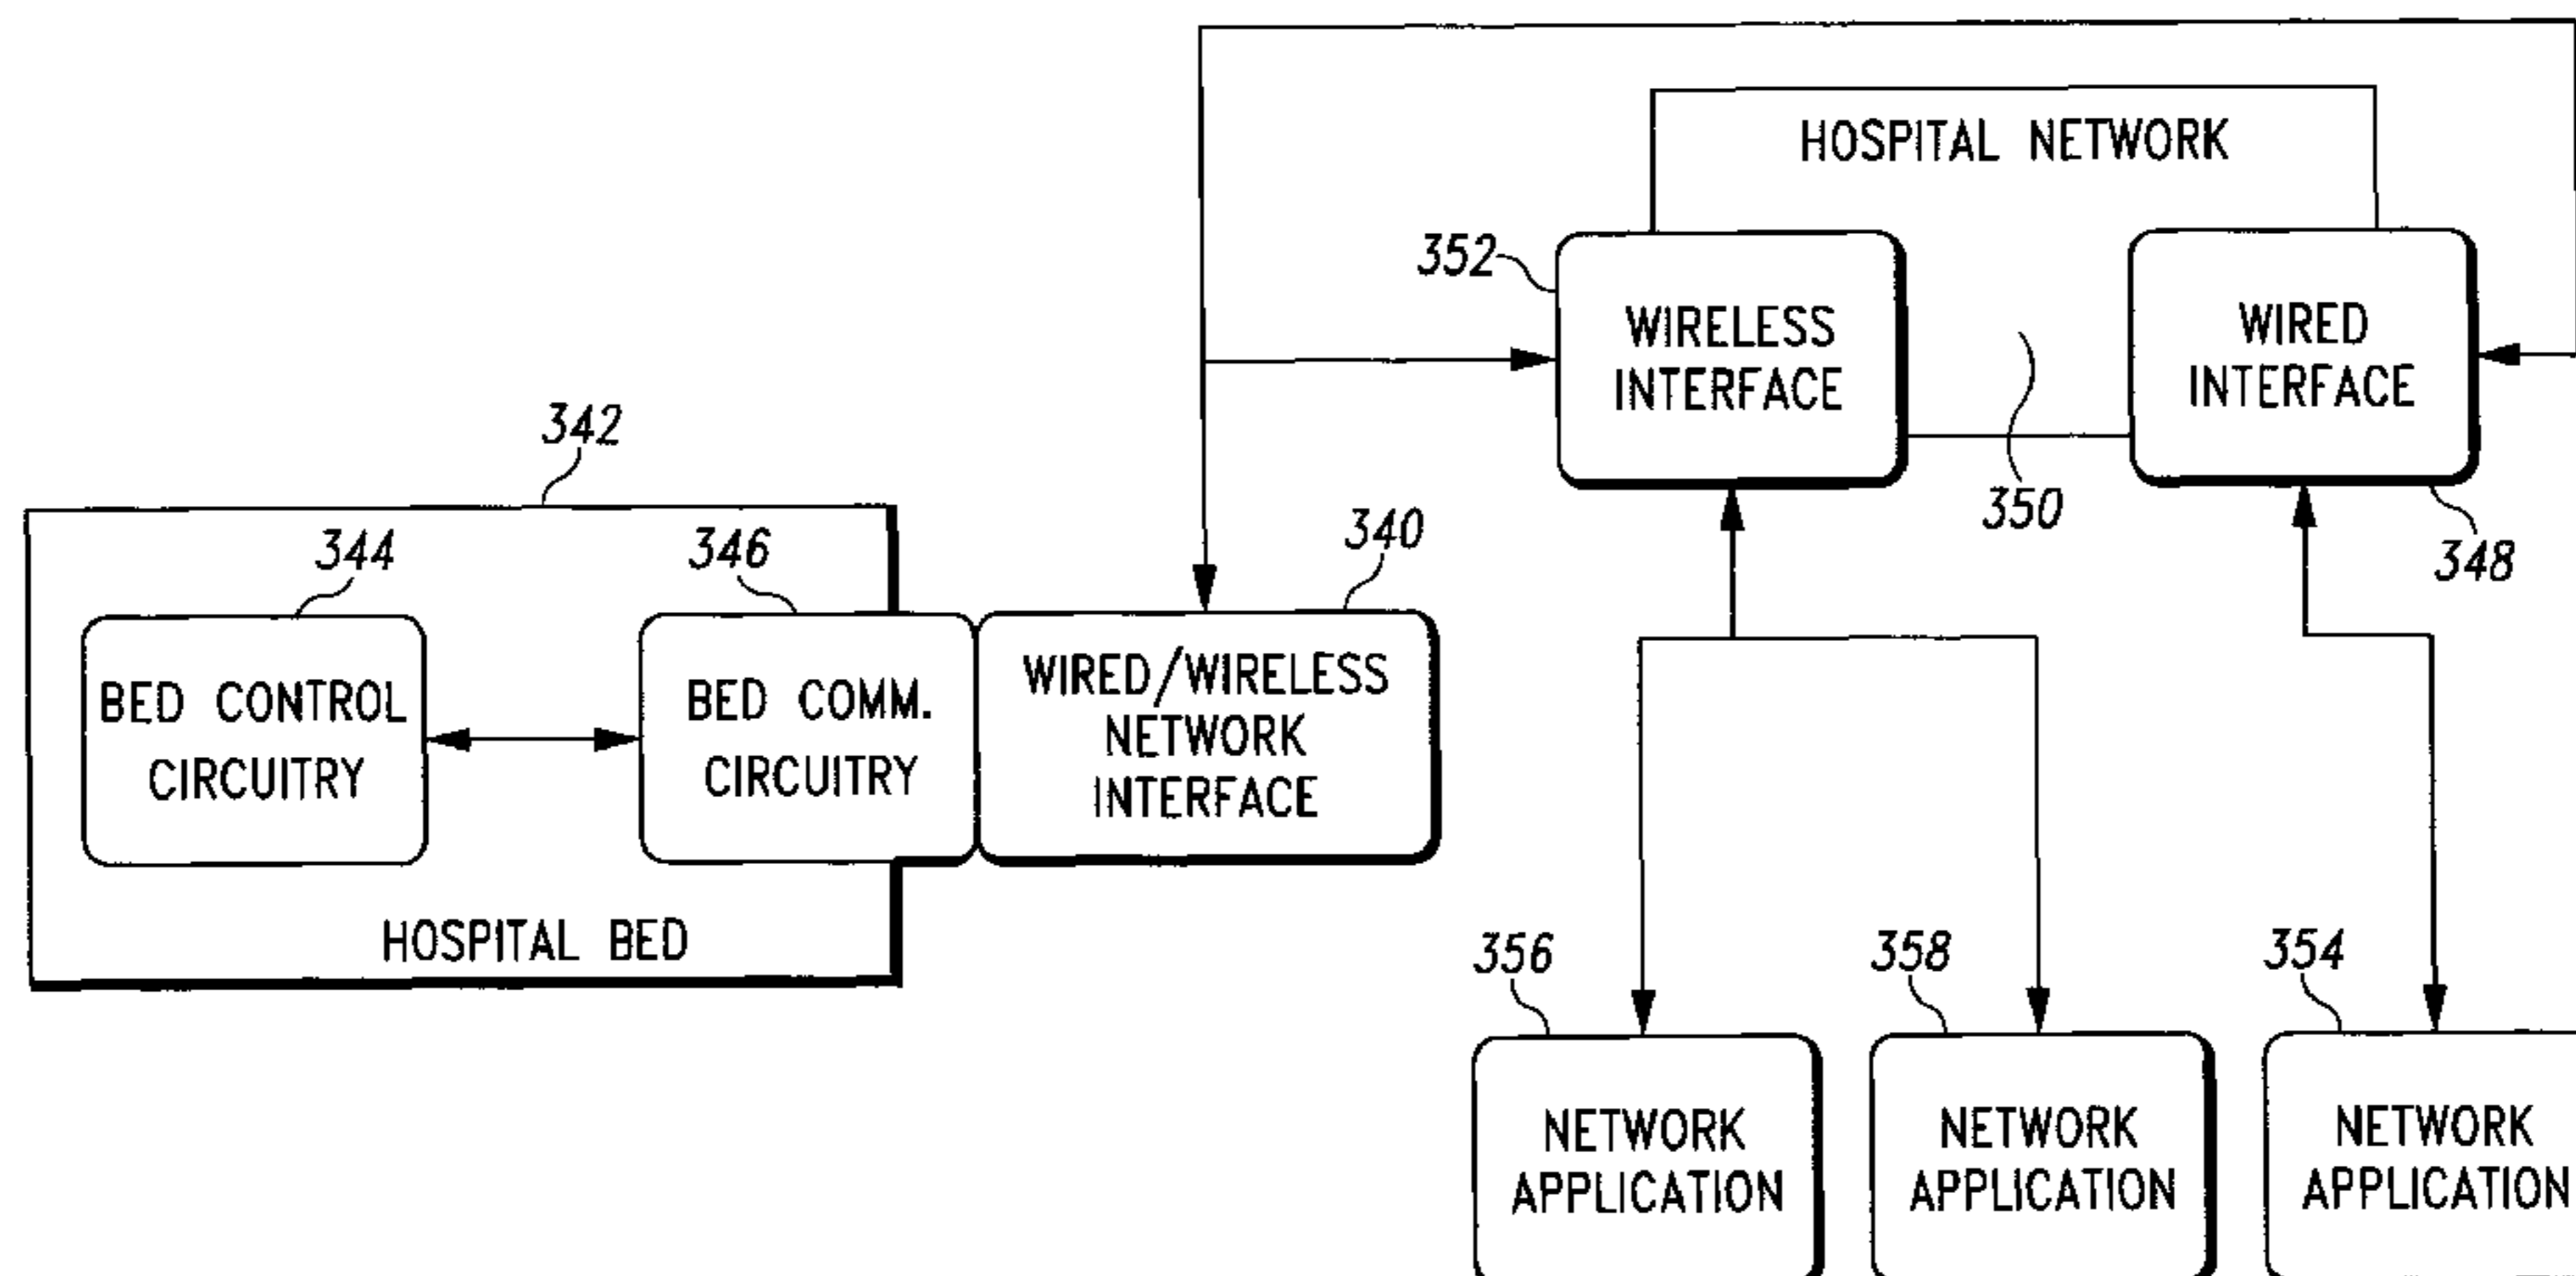 HOSPITAL NETWORK
352
WIRELESS
INTERFACE
WIRED
INTERFACE
350
348
342
344
346
340
BED CONTROL
CIRCUITRY
BED COMM.
CIRCUITRY
WIRED/WIRELESS
NETWORK
INTERFACE
HOSPITAL BED
356
358
354
NETWORK
APPLICATION
NETWORK
APPLICATION
NETWORK
APPLICATION